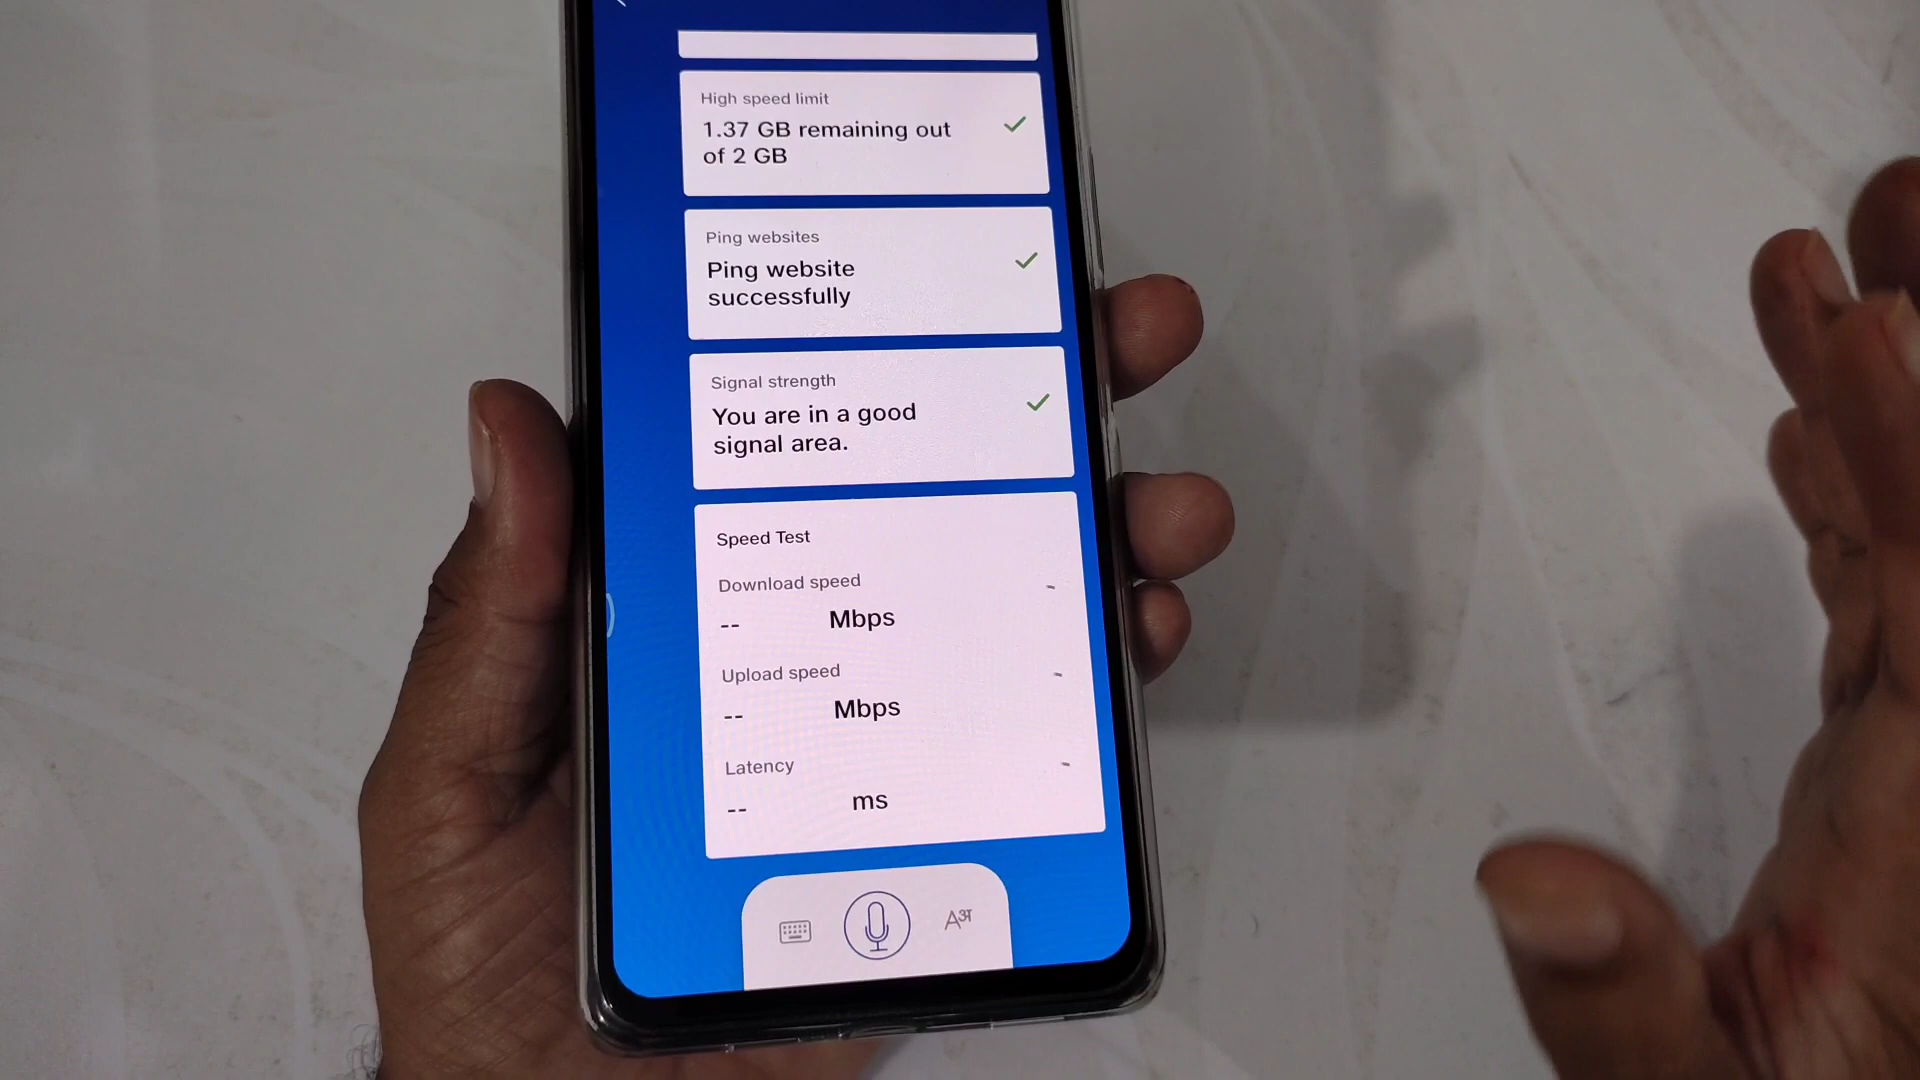 High speed limit
1.37 GB remaining out
of 2 GB
Ping websites
Ping website
successfully
Signal strength
You are in a good
signal area.
Speed Test
Download speed -
-- Mbps
Upload speed -
-- Mbps
Latency -
-- ms
Aअ